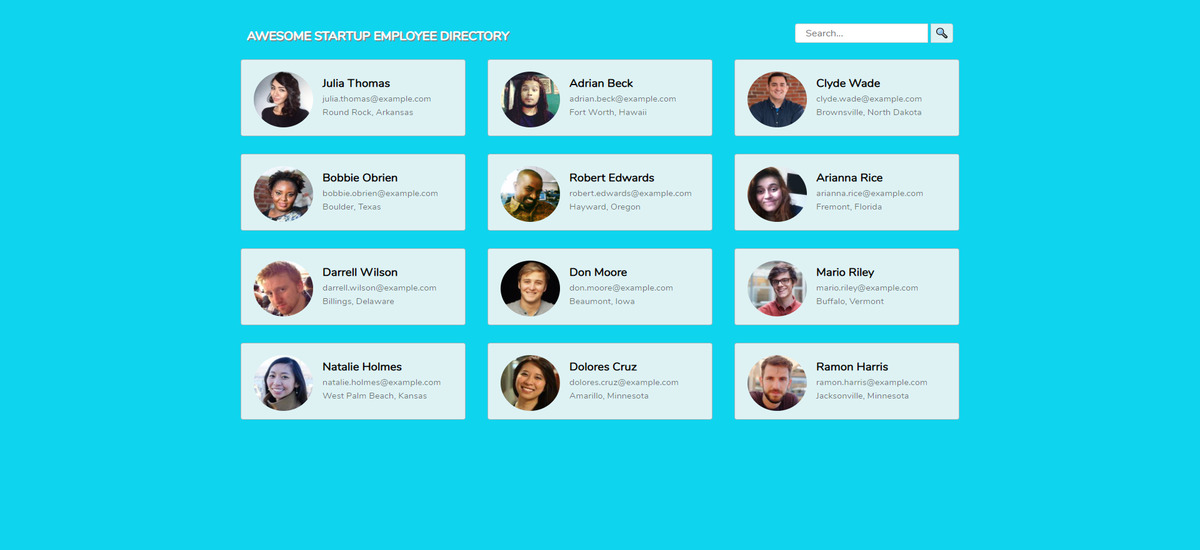 AWESOME STARTUP EMPLOYEE DIRECTORY
Search...
Julia Thomas
julia.thomas@example.com
Round Rock, Arkansas
Adrian Beck
adrian.beck@example.com
Fort Worth, Hawaii
Clyde Wade
clyde.wade@example.com
Brownsville, North Dakota
Bobbie Obrien
bobbie.obrien@example.com
Boulder, Texas
Robert Edwards
robert.edwards@example.com
Hayward, Oregon
Arianna Rice
arianna.rice@example.com
Fremont, Florida
Darrell Wilson
darrell.wilson@example.com
Billings, Delaware
Don Moore
don.moore@example.com
Beaumont, Iowa
Mario Riley
mario.riley@example.com
Buffalo, Vermont
Natalie Holmes
natalie.holmes@example.com
West Palm Beach, Kansas
Dolores Cruz
dolores.cruz@example.com
Amarillo, Minnesota
Ramon Harris
ramon.harris@example.com
Jacksonville, Minnesota